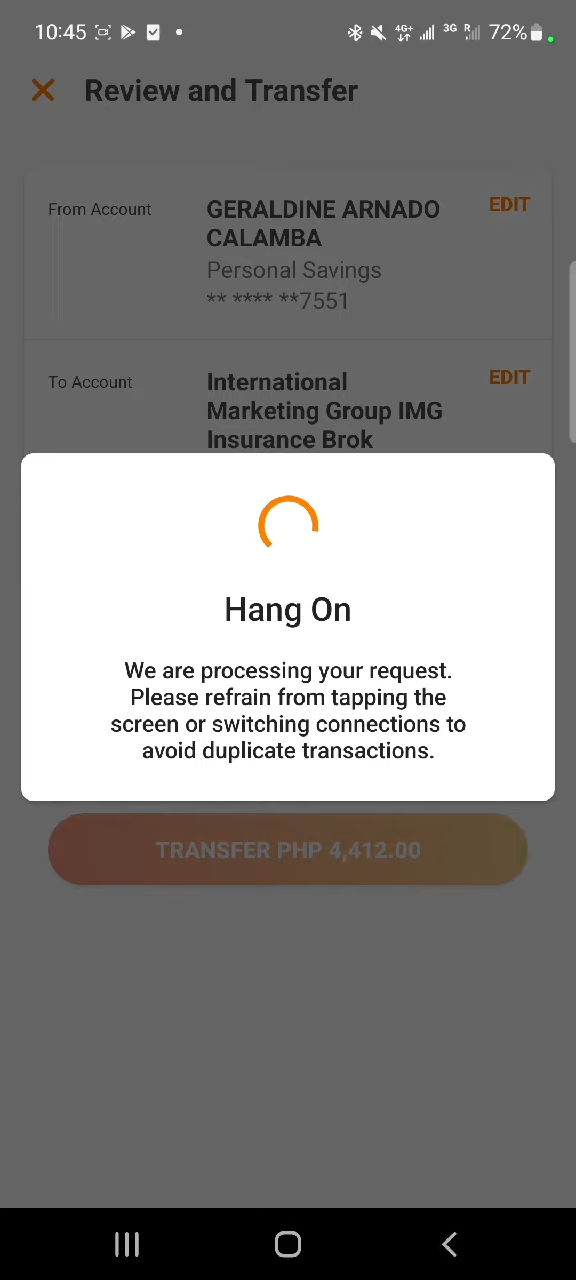 10:45 4G+ 3G R 72%
Review and Transfer
From Account
GERALDINE ARNADO
CALAMBA
EDIT
Personal Savings
** **** **7551
To Account
International
Marketing Group IMG
Insurance Brok
EDIT
Hang On
We are processing your request.
Please refrain from tapping the
screen or switching connections to
avoid duplicate transactions.
TRANSFER PHP 4,412.00